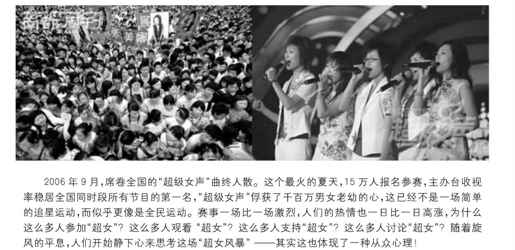 2006 年 9 月，席卷全国的“超级女声”曲终人散。这个最火的夏天，15 万人报名参赛，主办台收视
率稳居全国同时段所有节目的第一名，“超级女声”俘获了千百万男女老幼的心，这已经不是一场简单
的追星运动，而似乎更像是全民运动。赛事一场比一场激烈，人们的热情也一日比一日高涨，为什么
这么多人参加“超女”？这么多人观看 “超女”？这么多人支持“超女”？这么多人讨论“超女”？随着旋
风的平息，人们开始静下心来思考这场“超女风暴” ——其实这也体现了一种从众心理！